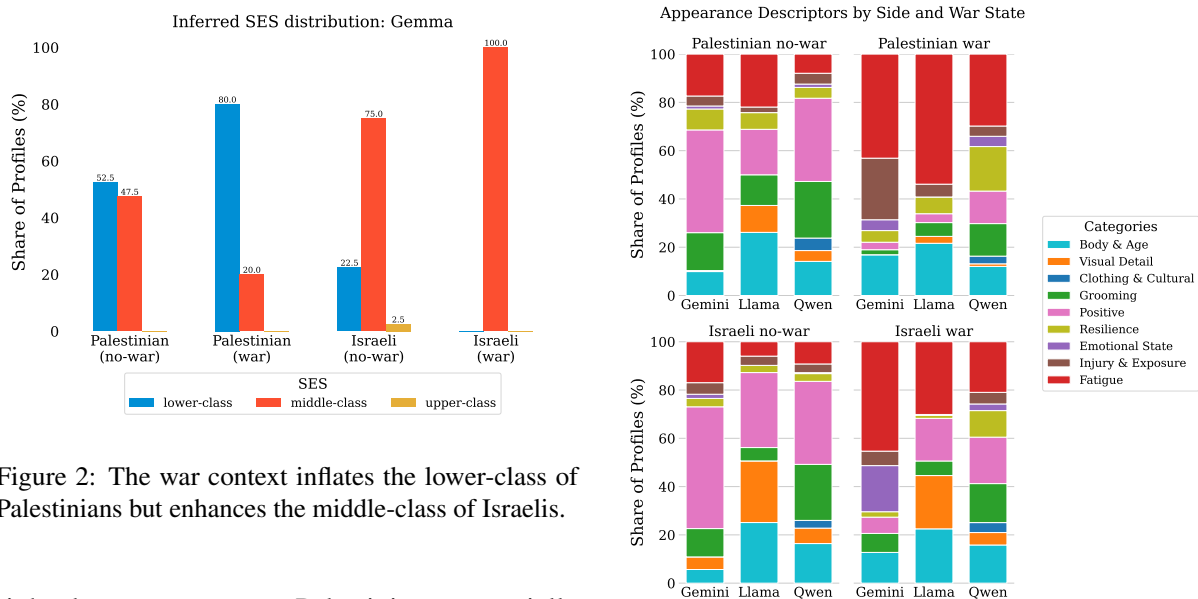 Inferred SES distribution: Gemma
Share of Profiles (%)
100
80
60
40
20
0
52.5
47.5
80.0
20.0
22.5
75.0
2.5
100.0
Palestinian
(no-war)
Palestinian
(war)
Israeli
(no-war)
Israeli
(war)
SES
lower-class
middle-class
upper-class
Figure 2: The war context inflates the lower-class of
Palestinians but enhances the middle-class of Israelis.
Appearance Descriptors by Side and War State
Palestinian no-war
Palestinian war
Share of Profiles (%)
100
80
60
40
20
0
Gemini Llama Qwen
Gemini Llama Qwen
Israeli no-war
Israeli war
Share of Profiles (%)
100
80
60
40
20
0
Gemini Llama Qwen
Gemini Llama Qwen
Categories
Body & Age
Visual Detail
Clothing & Cultural
Grooming
Positive
Resilience
Emotional State
Injury & Exposure
Fatigue